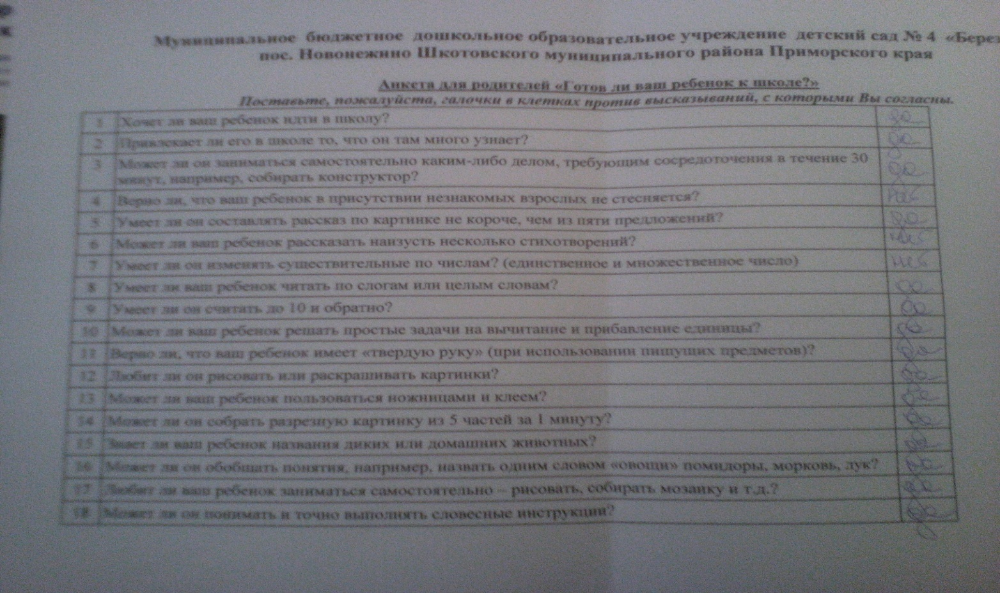 Муниципальное бюджетное дошкольное образовательное учреждение детский сад № 4 «Берез
пос. Новонежино Шкотовского муниципального района Приморского края
Анкета для родителей «Готов ли ваш ребенок к школе?»
Поставьте, пожалуйста, галочки в клетках против высказываний, с которыми Вы согласны.
1 Хочет ли ваш ребенок идти в школу? да
2 Привлекает ли его в школе то, что он там много узнает? да
3 Может ли он заниматься самостоятельно каким-либо делом, требующим сосредоточения в течение 30
минут, например, собирать конструктор? да
4 Верно ли, что ваш ребенок в присутствии незнакомых взрослых не стесняется? нет
5 Умеет ли он составлять рассказ по картинке не короче, чем из пяти предложений? да
6 Может ли ваш ребенок рассказать наизусть несколько стихотворений? нет
7 Умеет ли он изменять существительные по числам? (единственное и множественное число) нет
8 Умеет ли ваш ребенок читать по слогам или целым словам? да
9 Умеет ли он считать до 10 и обратно? да
10 Может ли ваш ребенок решать простые задачи на вычитание и прибавление единицы? да
11 Верно ли, что ваш ребенок имеет «твердую руку» (при использовании пишущих предметов)? да
12 Любит ли он рисовать или раскрашивать картинки? да
13 Может ли ваш ребенок пользоваться ножницами и клеем? да
14 Может ли он собрать разрезную картинку из 5 частей за 1 минуту? да
15 Знает ли ваш ребенок названия диких или домашних животных? да
16 Может ли он обобщать понятия, например, назвать одним словом «овощи» помидоры, морковь, лук? да
17 Любит ли ваш ребенок заниматься самостоятельно – рисовать, собирать мозаику и т.д.? да
18 Может ли он понимать и точно выполнять словесные инструкции? да